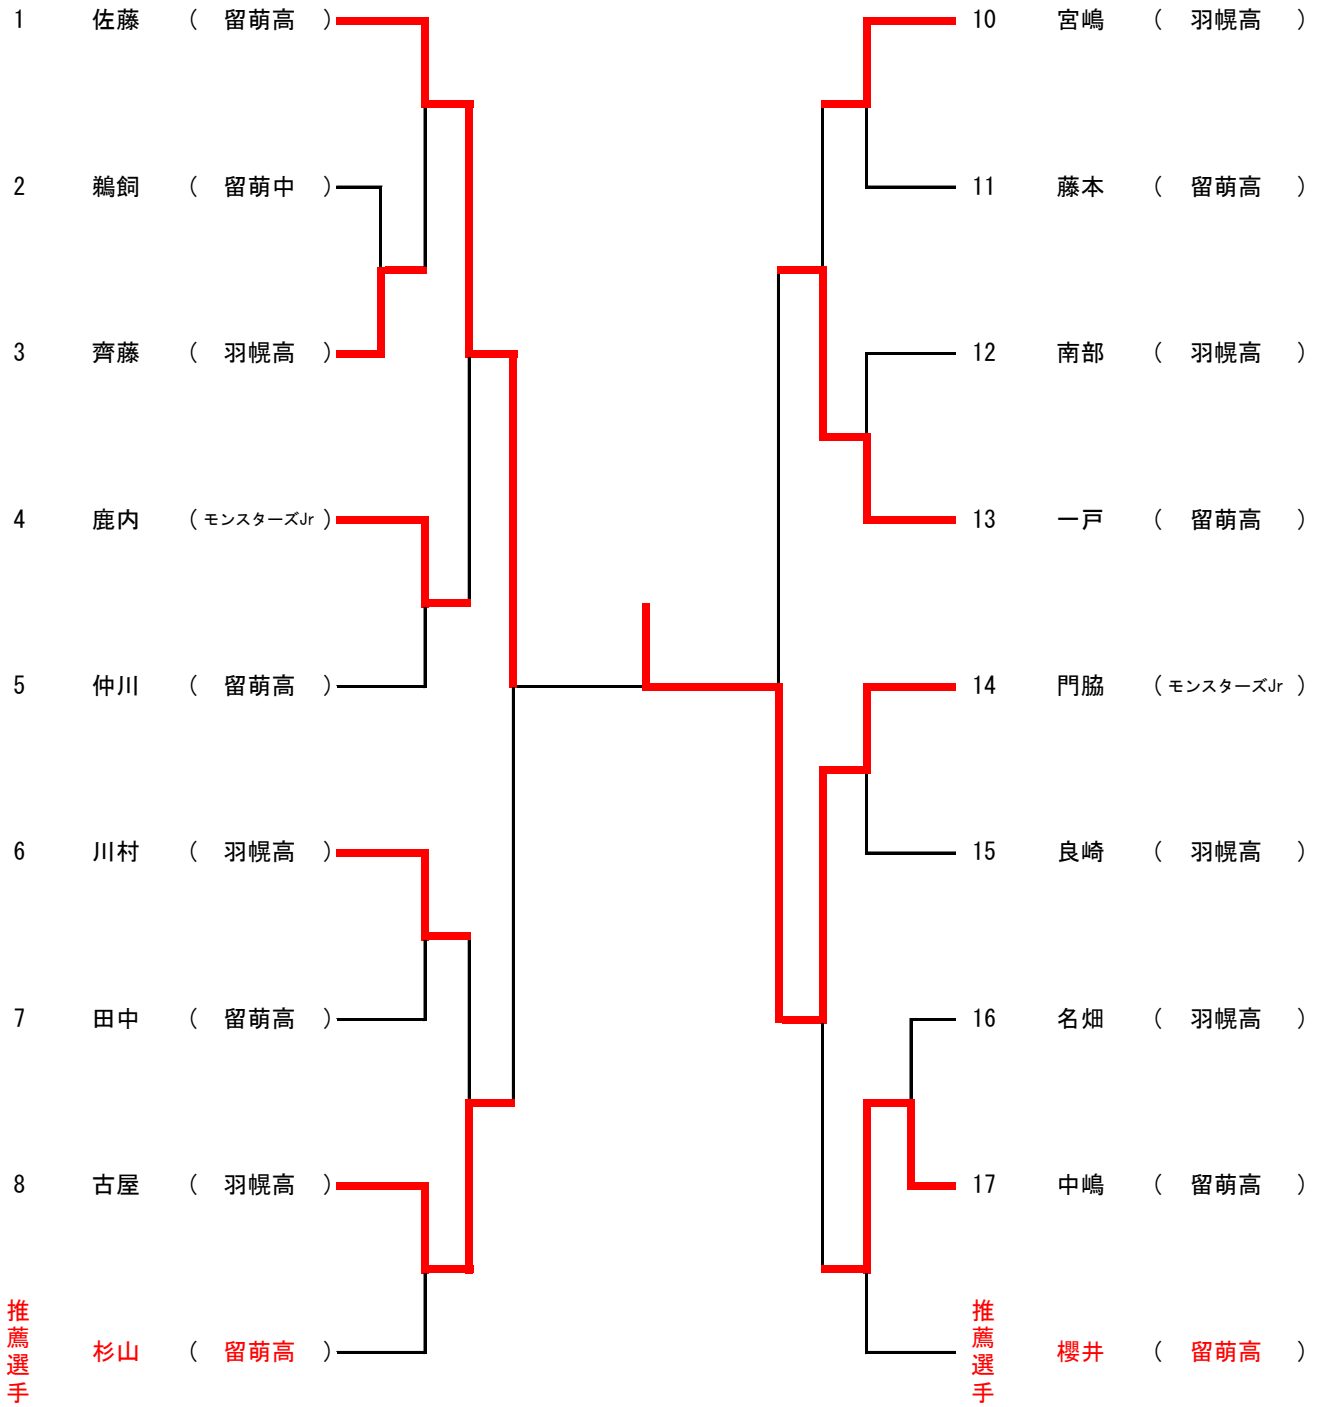 1 佐藤 ( 留萌高 )
2 鵜飼 ( 留萌中 )
3 齊藤 ( 羽幌高 )
4 鹿内 ( モンスターズJr )
5 仲川 ( 留萌高 )
6 川村 ( 羽幌高 )
7 田中 ( 留萌高 )
8 古屋 ( 羽幌高 )
推薦選手 杉山 ( 留萌高 )
10 宮嶋 ( 羽幌高 )
11 藤本 ( 留萌高 )
12 南部 ( 羽幌高 )
13 一戸 ( 留萌高 )
14 門脇 ( モンスターズJr )
15 良崎 ( 羽幌高 )
16 名畑 ( 羽幌高 )
17 中嶋 ( 留萌高 )
推薦選手 櫻井 ( 留萌高 )